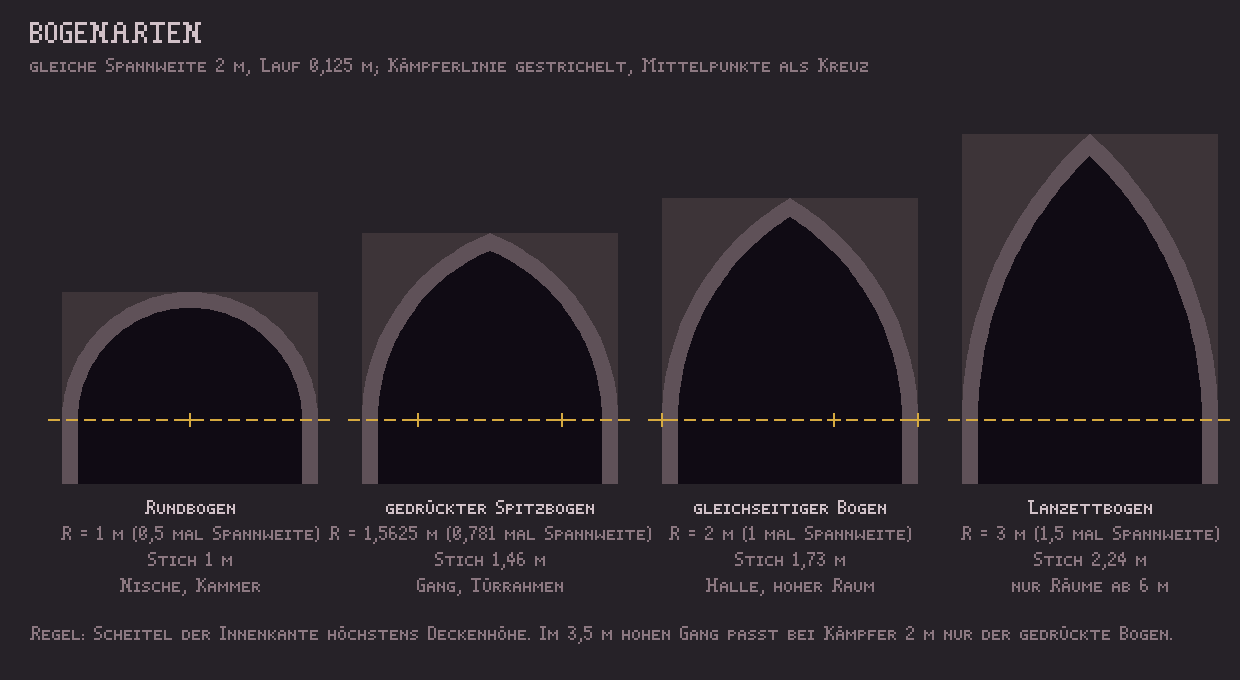 BOGENARTEN
GLEICHE SPANNWEITE 2 M, LAUF 0,125 M; KÄMPFERLINIE GESTRICHELT, MITTELPUNKTE ALS KREUZ
RUNDBOGEN
R = 1 M (0,5 MAL SPANNWEITE)
STICH 1 M
NISCHE, KAMMER
GEDRÜCKTER SPITZBOGEN
R = 1,5625 M (0,781 MAL SPANNWEITE)
STICH 1,46 M
GANG, TÜRRAHMEN
GLEICHSEITIGER BOGEN
R = 2 M (1 MAL SPANNWEITE)
STICH 1,73 M
HALLE, HOHER RAUM
LANZETTBOGEN
R = 3 M (1,5 MAL SPANNWEITE)
STICH 2,24 M
NUR RÄUME AB 6 M
REGEL: SCHEITEL DER INNENKANTE HÖCHSTENS DECKENHÖHE. IM 3,5 M HOHEN GANG PASST BEI KÄMPFER 2 M NUR DER GEDRÜCKTE BOGEN.